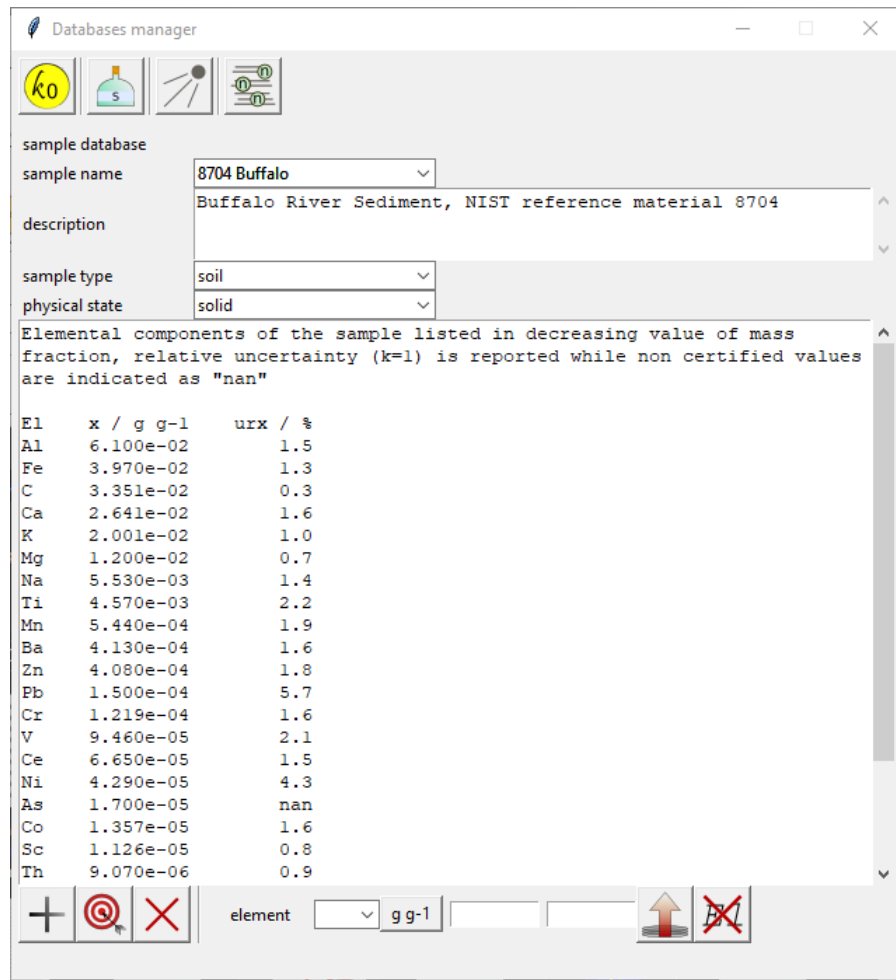 Databases manager
k0
s
n
n
n
sample database
sample name 8704 Buffalo
description Buffalo River Sediment, NIST reference material 8704
sample type soil
physical state solid
Elemental components of the sample listed in decreasing value of mass
fraction, relative uncertainty (k=1) is reported while non certified values
are indicated as "nan"
El x / g g-1 urx / %
Al 6.100e-02 1.5
Fe 3.970e-02 1.3
C 3.351e-02 0.3
Ca 2.641e-02 1.6
K 2.001e-02 1.0
Mg 1.200e-02 0.7
Na 5.530e-03 1.4
Ti 4.570e-03 2.2
Mn 5.440e-04 1.9
Ba 4.130e-04 1.6
Zn 4.080e-04 1.8
Pb 1.500e-04 5.7
Cr 1.219e-04 1.6
V 9.460e-05 2.1
Ce 6.650e-05 1.5
Ni 4.290e-05 4.3
As 1.700e-05 nan
Co 1.357e-05 1.6
Sc 1.126e-05 0.8
Th 9.070e-06 0.9
element g g-1 El